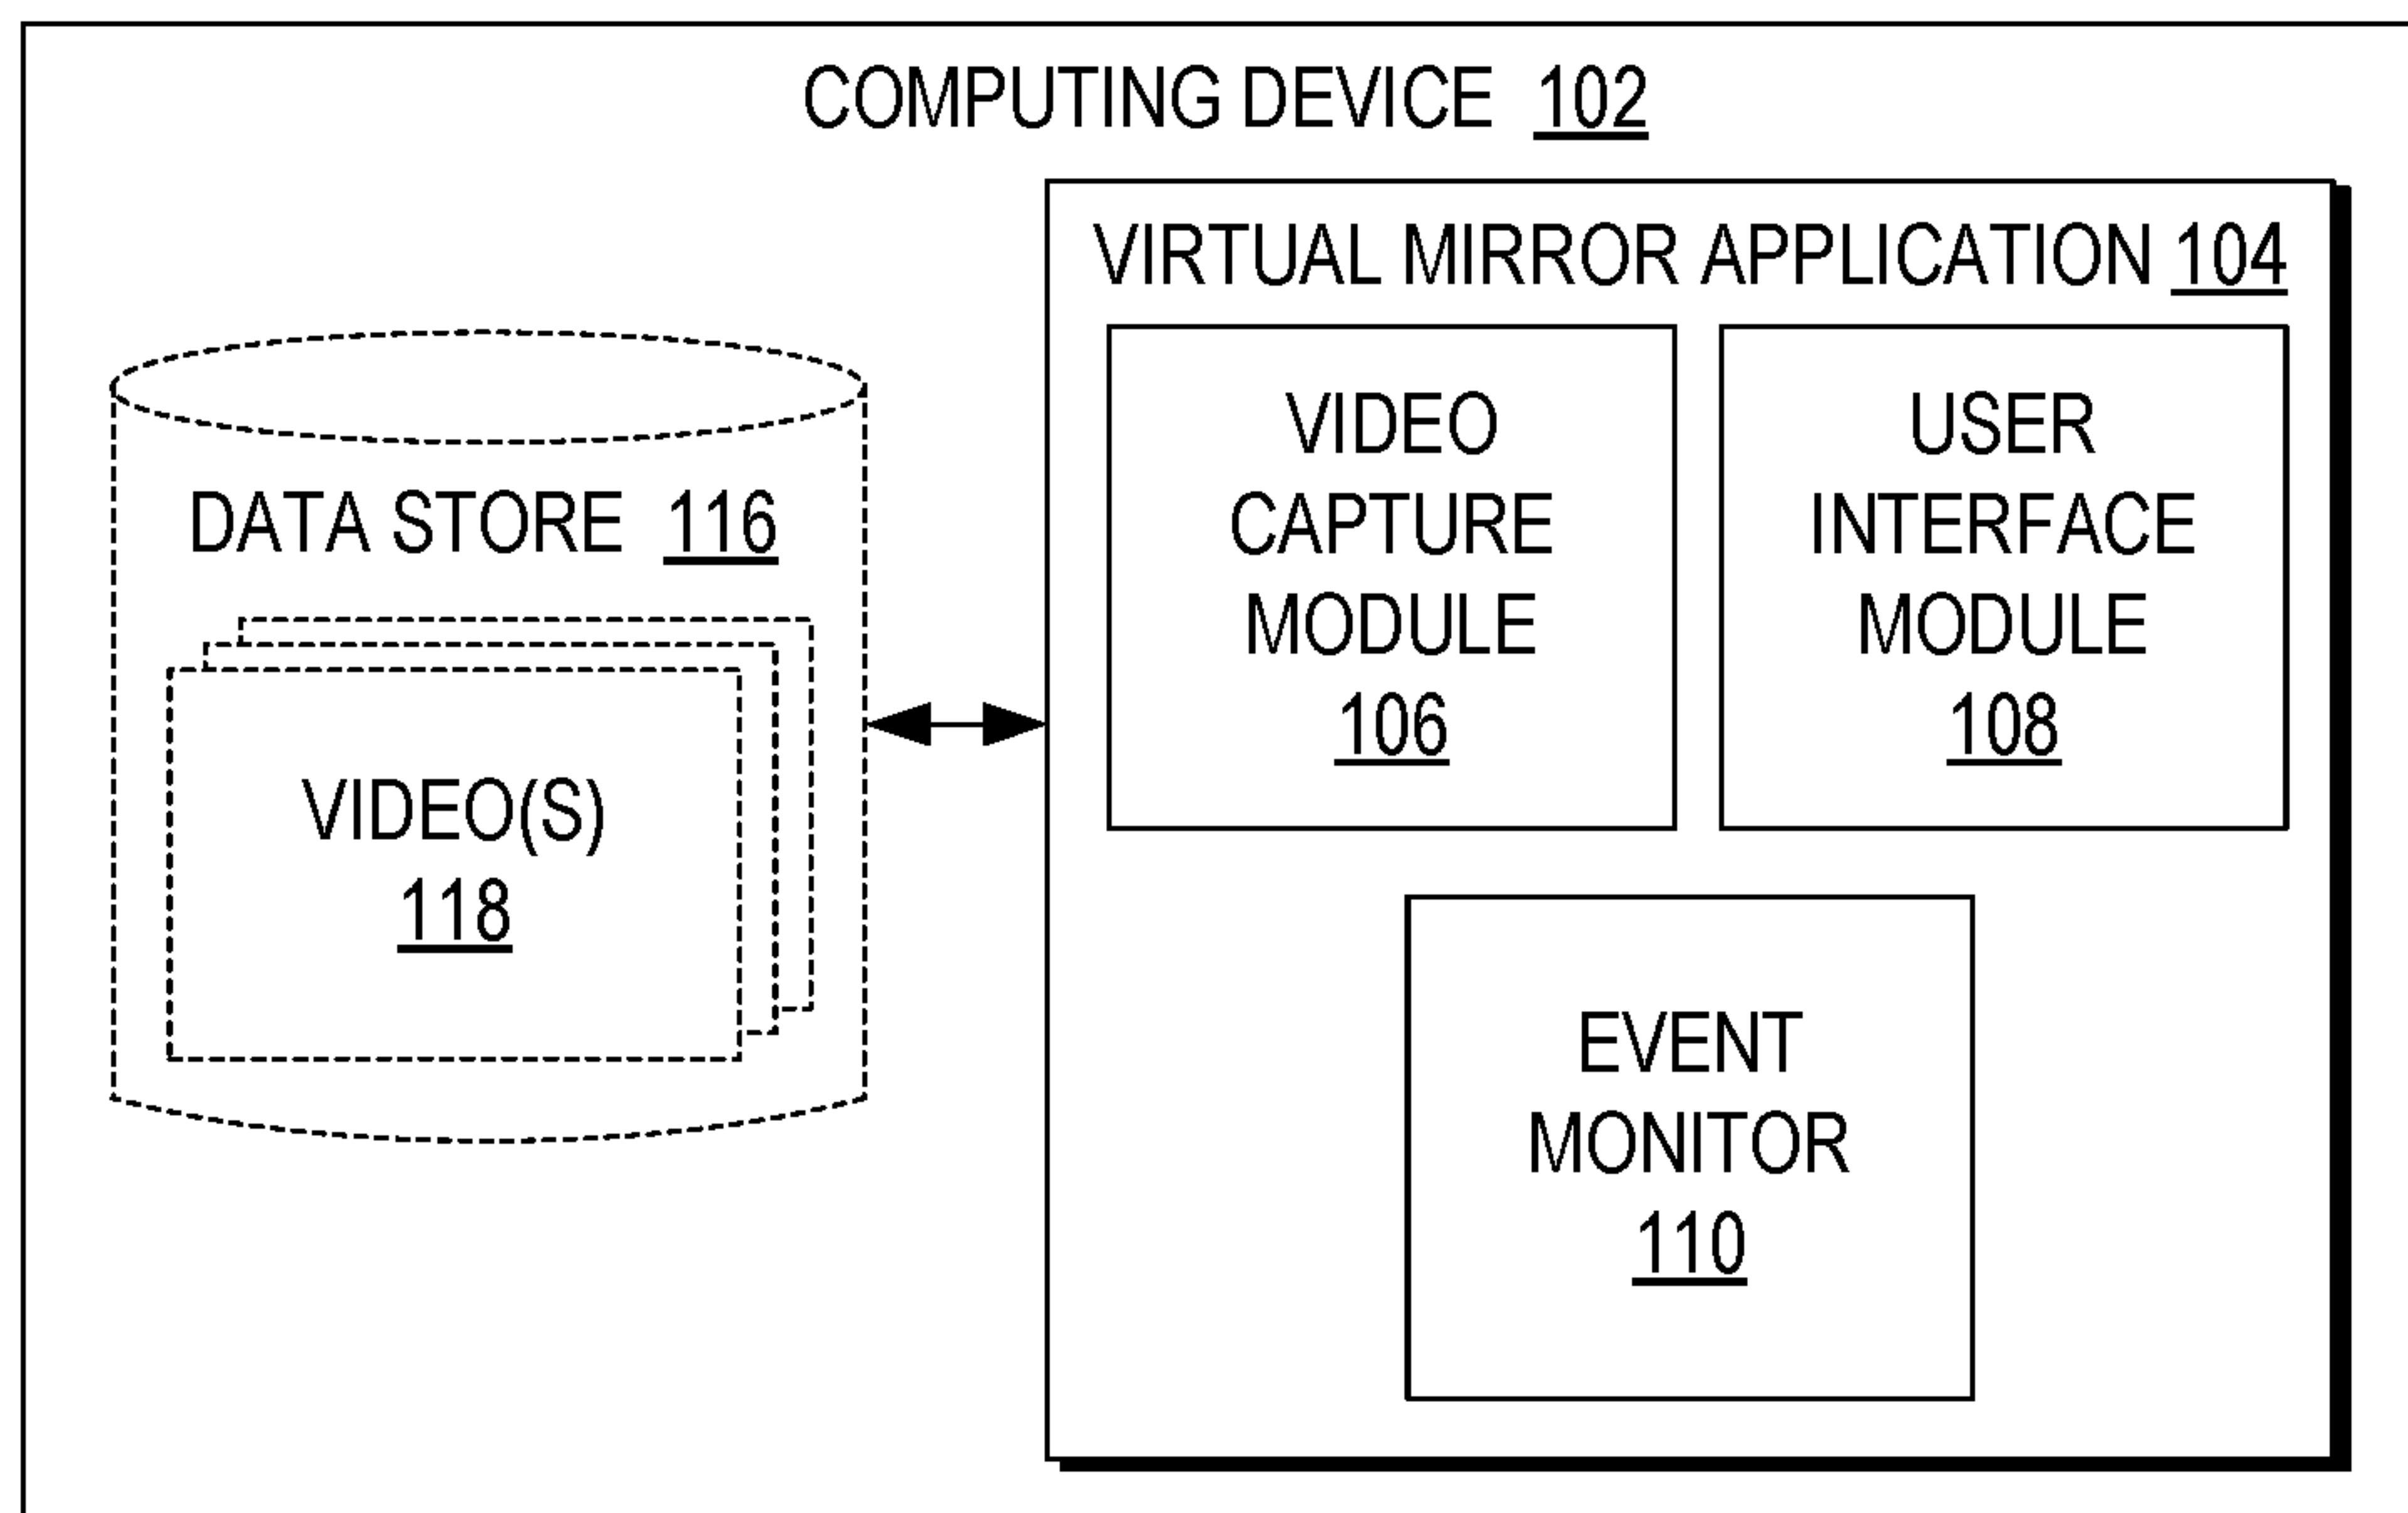 COMPUTING DEVICE 102
VIRTUAL MIRROR APPLICATION 104
VIDEO
CAPTURE
MODULE
106
USER
INTERFACE
MODULE
108
EVENT
MONITOR
110
DATA STORE 116
VIDEO(S)
118